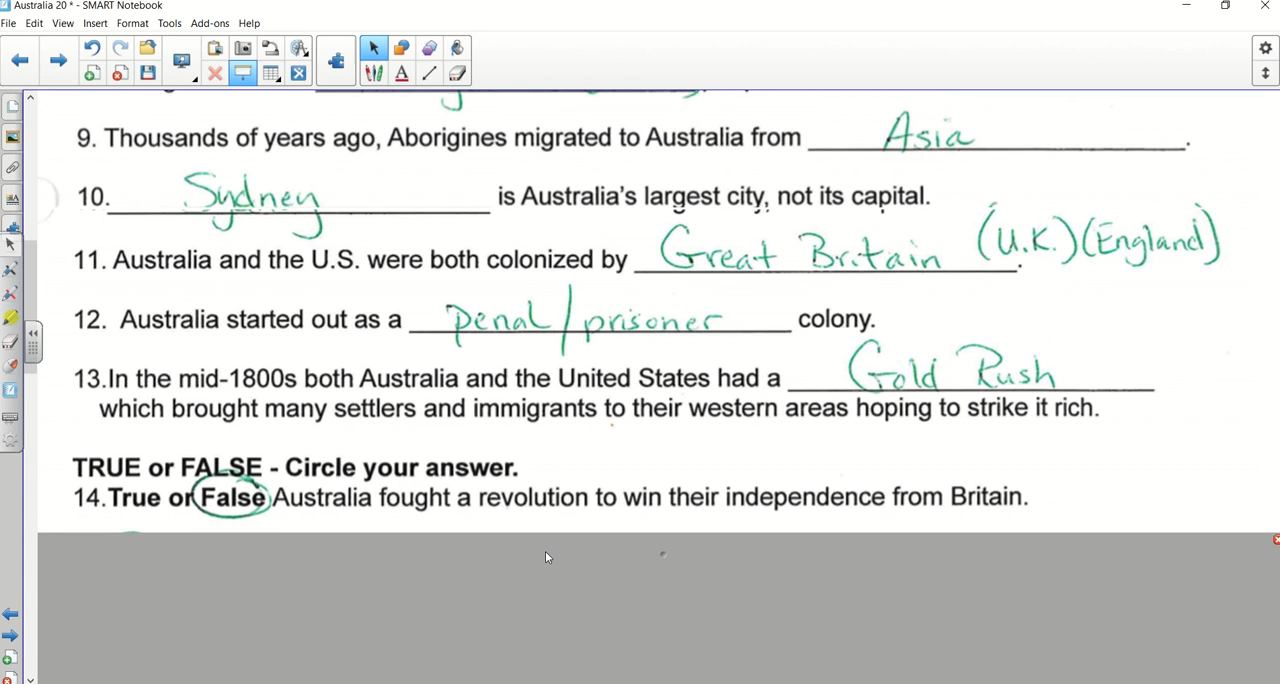 Australia 20 * - SMART Notebook
File Edit View Insert Format Tools Add-ons Help
9. Thousands of years ago, Aborigines migrated to Australia from Asia.
10. Sydney is Australia's largest city, not its capital.
11. Australia and the U.S. were both colonized by Great Britain (U.K.) (England).
12. Australia started out as a penal/prisoner colony.
13.In the mid-1800s both Australia and the United States had a Gold Rush
which brought many settlers and immigrants to their western areas hoping to strike it rich.
TRUE or FALSE - Circle your answer.
14.True or False Australia fought a revolution to win their independence from Britain.